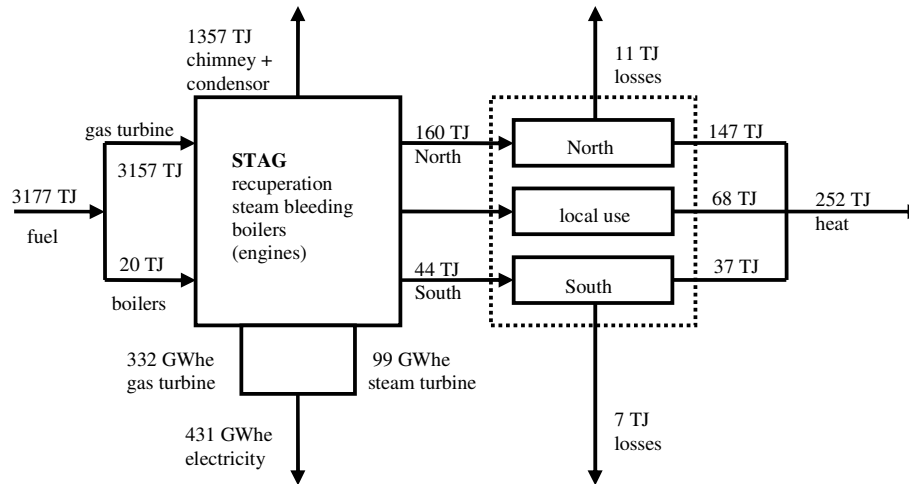 1357 TJ
chimney +
condensor
11 TJ
losses
gas turbine
3157 TJ
3177 TJ
fuel
20 TJ
boilers
STAG
recuperation
steam bleeding
boilers
(engines)
160 TJ
North
44 TJ
South
North
local use
South
147 TJ
68 TJ
37 TJ
252 TJ
heat
332 GWhe
gas turbine
99 GWhe
steam turbine
431 GWhe
electricity
7 TJ
losses